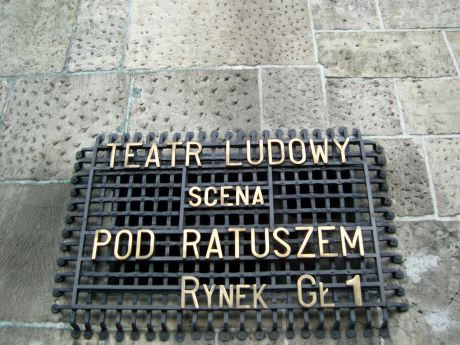 TEATR LUDOWY
SCENA
POD RATUSZEM
RYNEK GŁ 1